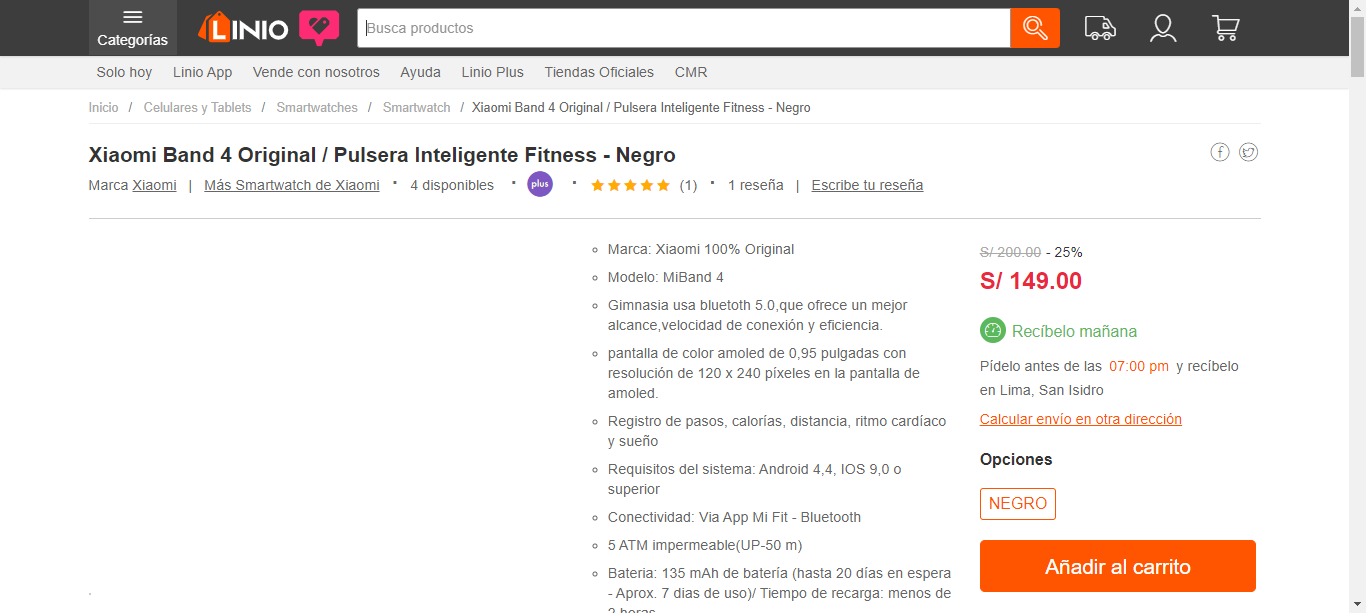 Categorías
LINIO
Busca productos
Solo hoy Linio App Vende con nosotros Ayuda Linio Plus Tiendas Oficiales CMR
Inicio / Celulares y Tablets / Smartwatches / Smartwatch / Xiaomi Band 4 Original / Pulsera Inteligente Fitness - Negro
Xiaomi Band 4 Original / Pulsera Inteligente Fitness - Negro
Marca Xiaomi | Más Smartwatch de Xiaomi · 4 disponibles · plus · (1) · 1 reseña | Escribe tu reseña
Marca: Xiaomi 100% Original
Modelo: MiBand 4
Gimnasia usa bluetoth 5.0,que ofrece un mejor
alcance,velocidad de conexión y eficiencia.
pantalla de color amoled de 0,95 pulgadas con
resolución de 120 x 240 píxeles en la pantalla de
amoled.
Registro de pasos, calorías, distancia, ritmo cardíaco
y sueño
Requisitos del sistema: Android 4,4, IOS 9,0 o
superior
Conectividad: Via App Mi Fit - Bluetooth
5 ATM impermeable(UP-50 m)
Bateria: 135 mAh de batería (hasta 20 días en espera
- Aprox. 7 dias de uso)/ Tiempo de recarga: menos de
2 horas
S/ 200.00 - 25%
S/ 149.00
Recíbelo mañana
Pídelo antes de las 07:00 pm y recíbelo
en Lima, San Isidro
Calcular envío en otra dirección
Opciones
NEGRO
Añadir al carrito